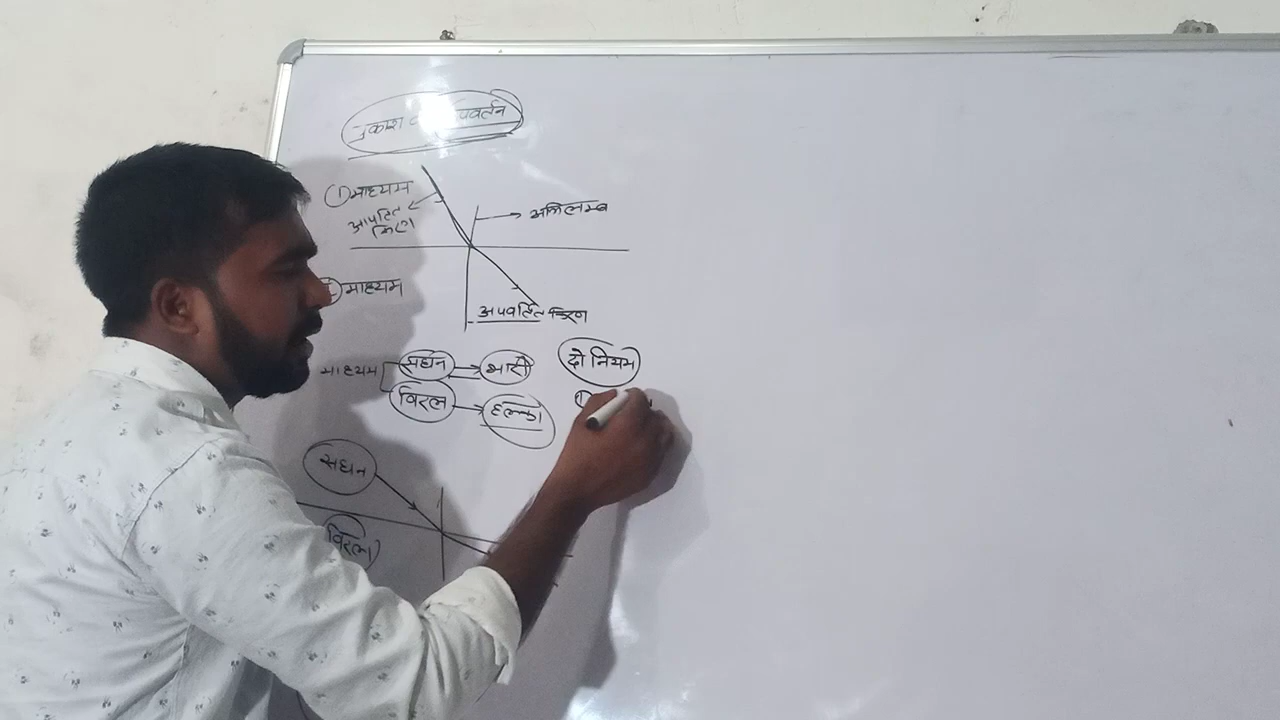 प्रकाश का अपवर्तन
① माध्यम
आपतित
किरण
अभिलम्ब
माध्यम
अपवर्तित किरण
माध्यम
सघन
भारी
विरल
हल्का
दो नियम
①
सघन
विरल